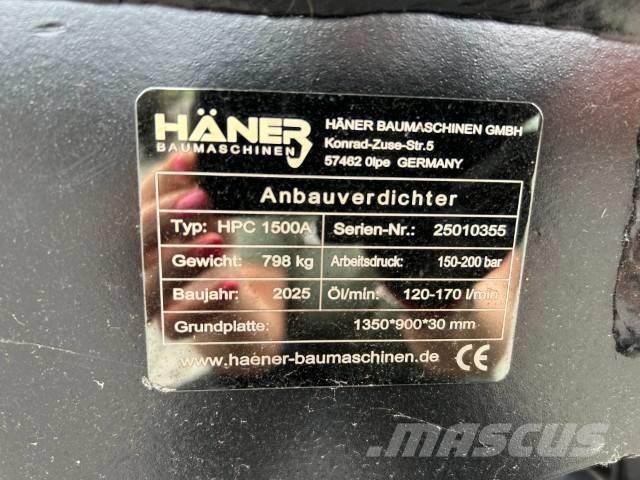 HÄNER
BAUMASCHINEN
HÄNER BAUMASCHINEN GMBH
Konrad-Zuse-Str.5
57462 Olpe GERMANY
Anbauverdichter
Typ: HPC 1500A Serien-Nr.: 25010355
Gewicht: 798 kg Arbeitsdruck: 150-200 bar
Baujahr: 2025 Öl/min: 120-170 l/min
Grundplatte: 1350*900*30 mm
www.haener-baumaschinen.de CE
MASCUS